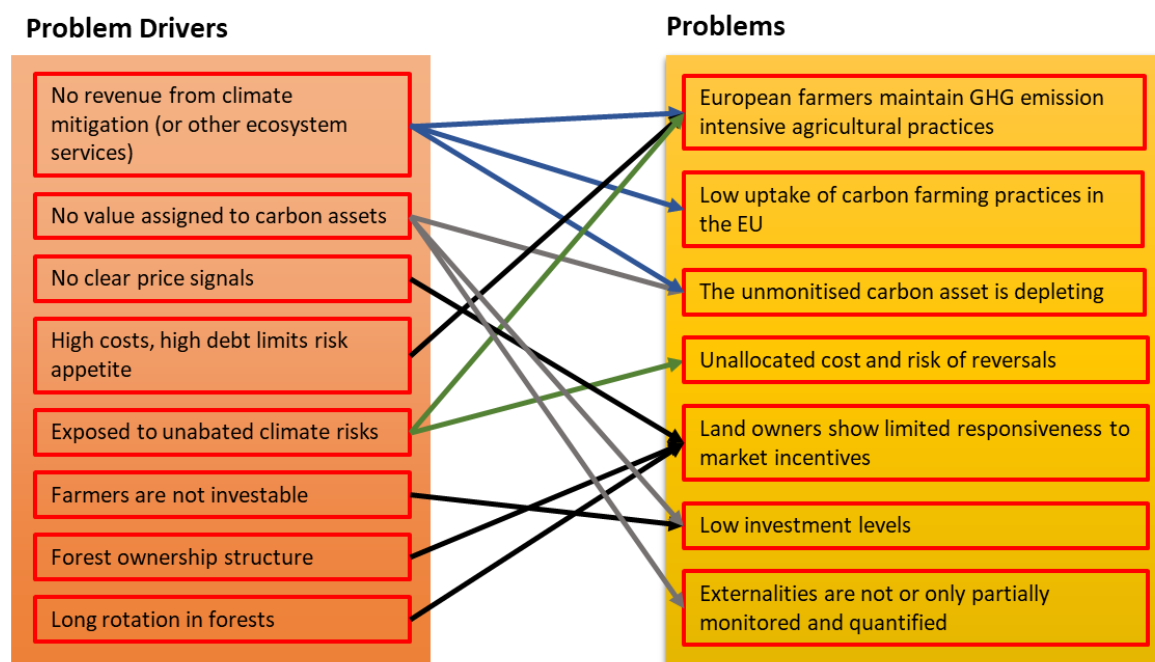 Problem Drivers
No revenue from climate
mitigation (or other ecosystem
services)
No value assigned to carbon assets
No clear price signals
High costs, high debt limits risk
appetite
Exposed to unabated climate risks
Farmers are not investable
Forest ownership structure
Long rotation in forests
Problems
European farmers maintain GHG emission
intensive agricultural practices
Low uptake of carbon farming practices in
the EU
The unmonitised carbon asset is depleting
Unallocated cost and risk of reversals
Land owners show limited responsiveness to
market incentives
Low investment levels
Externalities are not or only partially
monitored and quantified